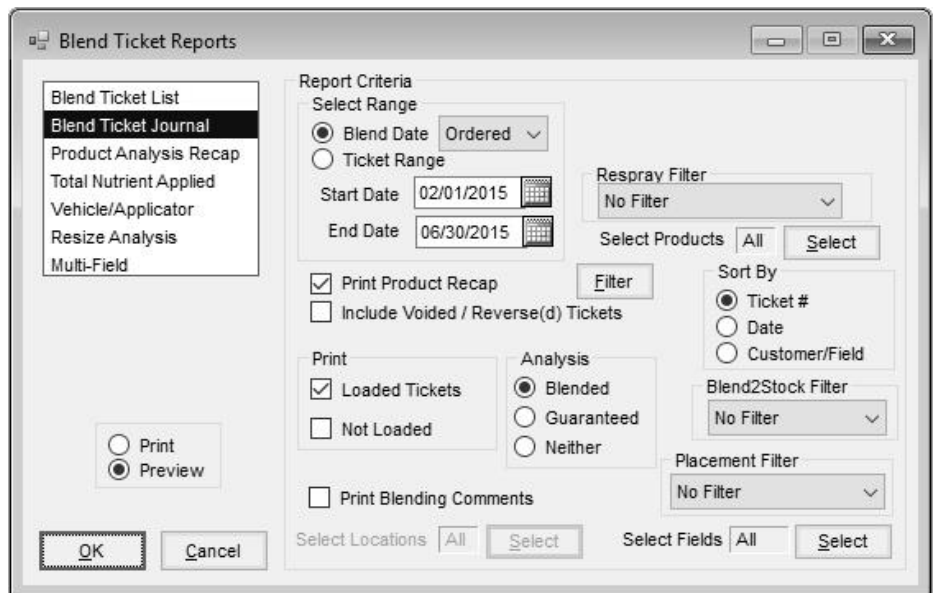 Blend Ticket Reports
Blend Ticket List
Blend Ticket Journal
Product Analysis Recap
Total Nutrient Applied
Vehicle/Applicator
Resize Analysis
Multi-Field
Print
Preview
OK
Cancel
Report Criteria
Select Range
Blend Date Ordered
Ticket Range
Start Date 02/01/2015
End Date 06/30/2015
Respray Filter
No Filter
Select Products All Select
Print Product Recap Filter
Include Voided / Reverse(d) Tickets
Sort By
Ticket #
Date
Customer/Field
Print
Loaded Tickets
Not Loaded
Analysis
Blended
Guaranteed
Neither
Blend2Stock Filter
No Filter
Placement Filter
No Filter
Print Blending Comments
Select Locations All Select
Select Fields All Select